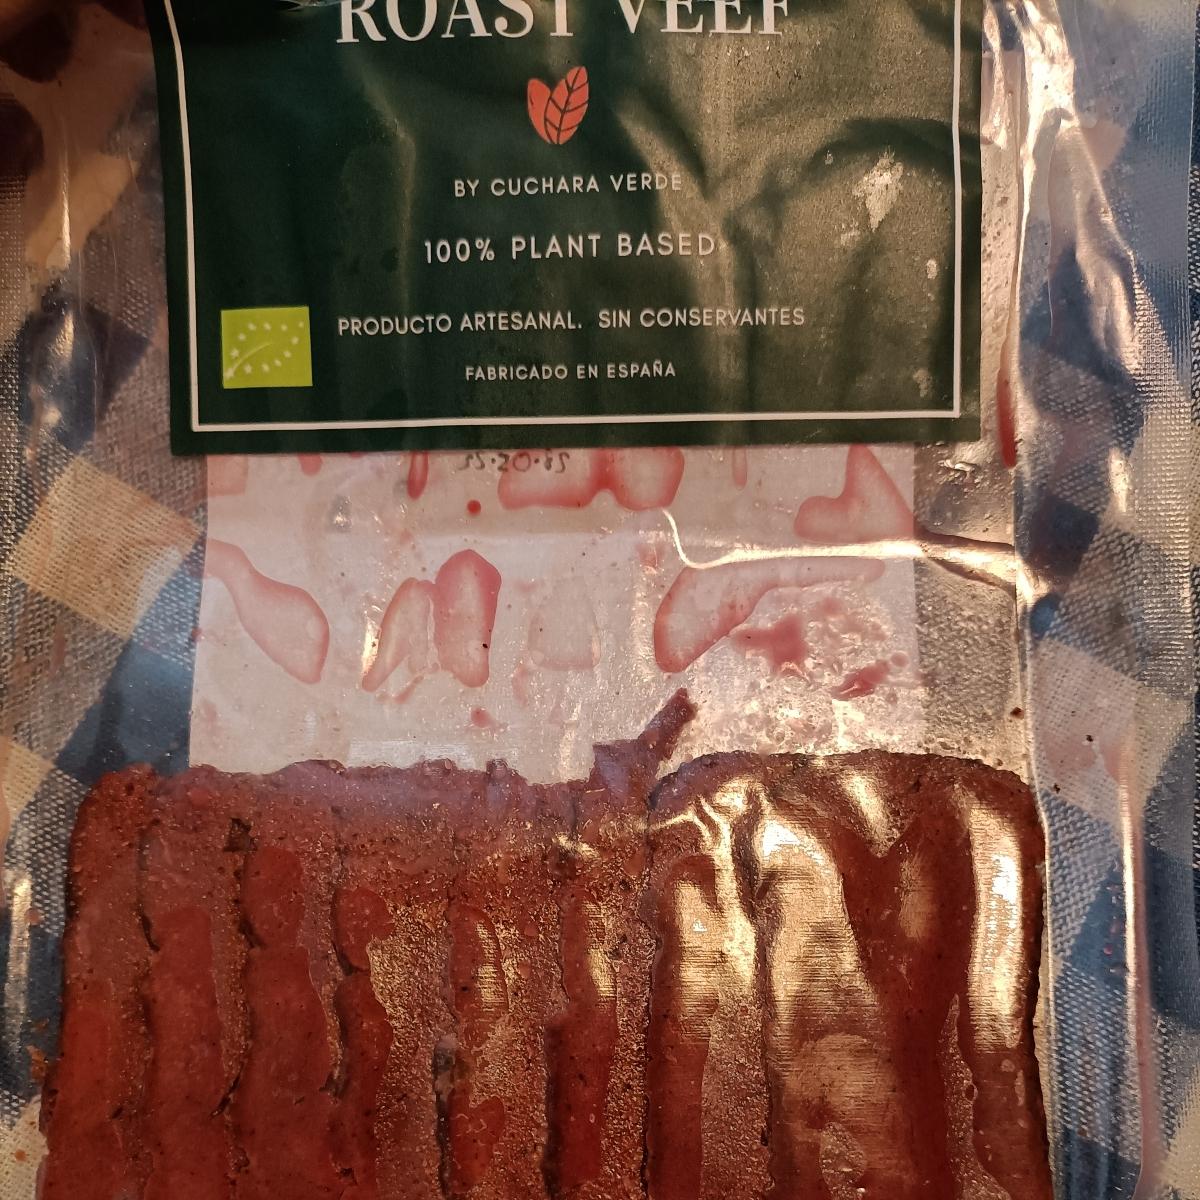 ROAST VEEF
BY CUCHARA VERDE
100% PLANT BASED
PRODUCTO ARTESANAL. SIN CONSERVANTES
FABRICADO EN ESPAÑA